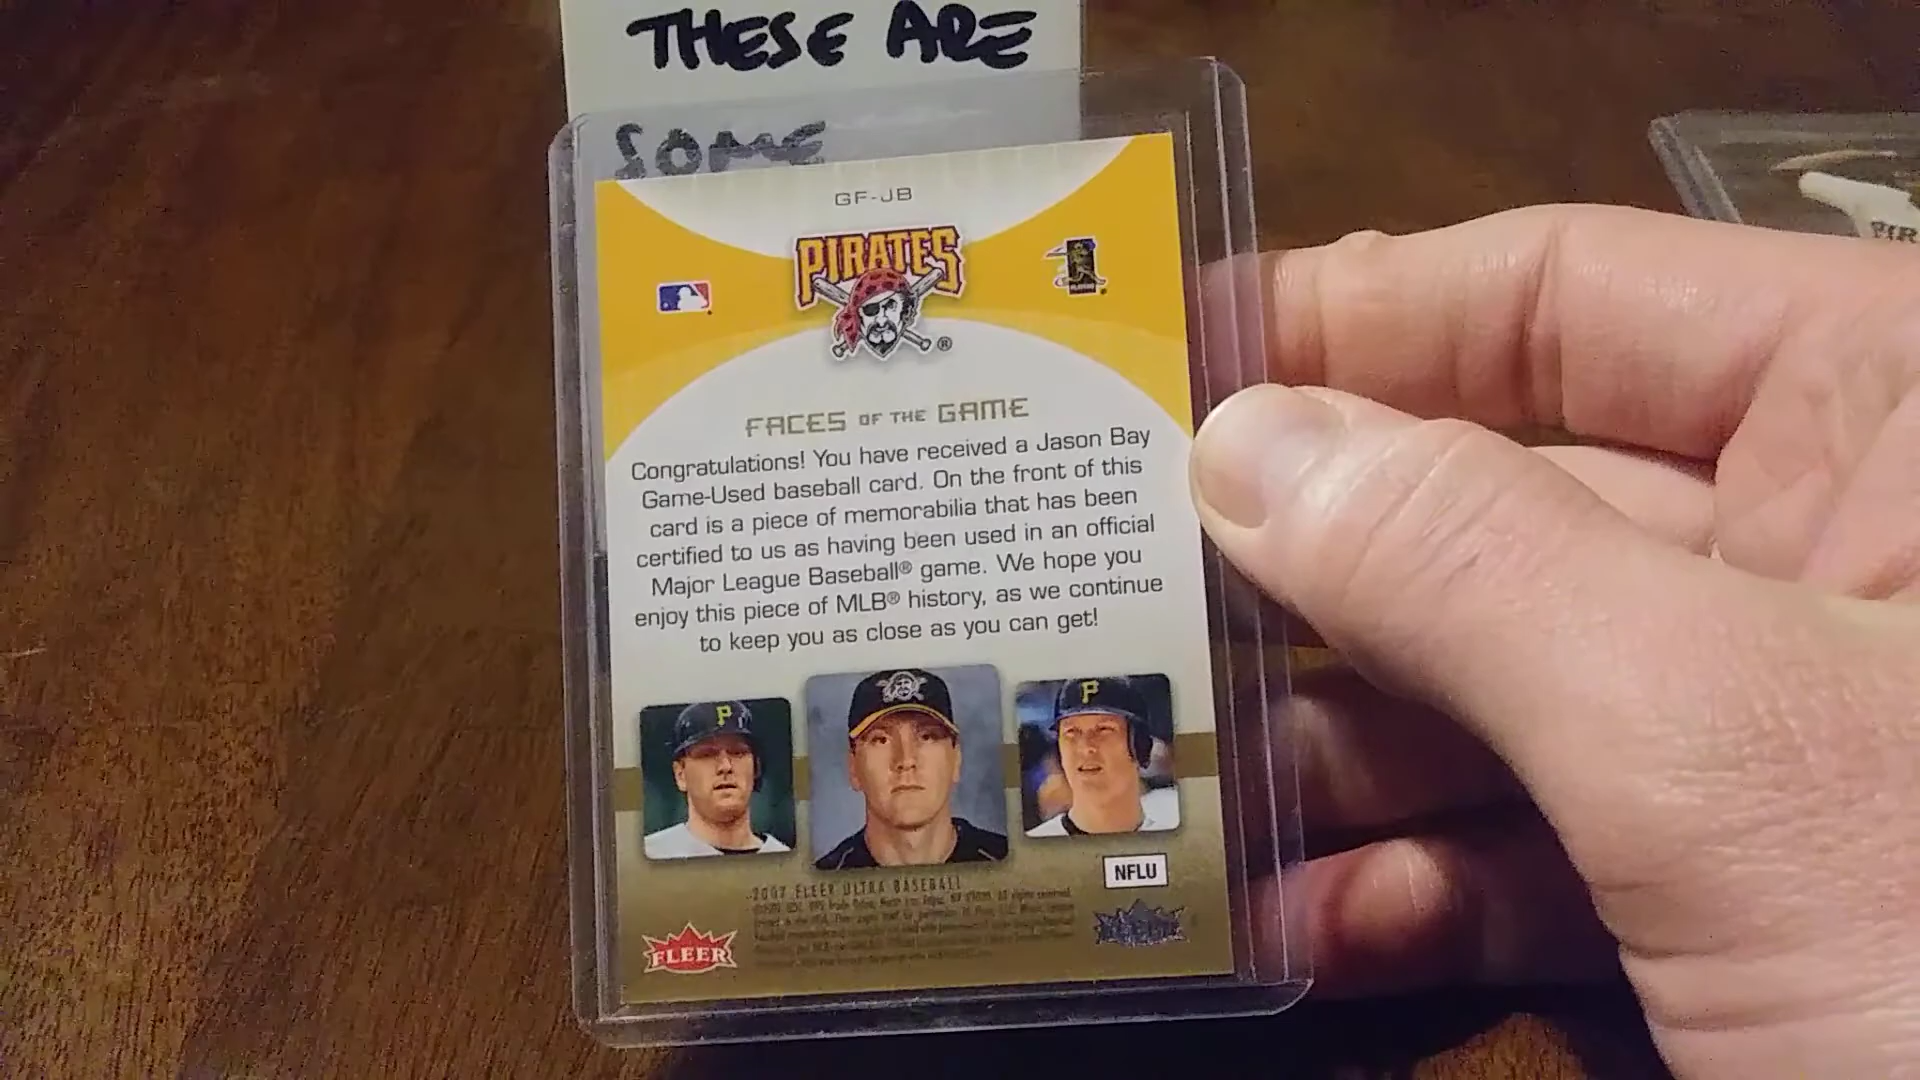 THESE ARE
SOME
GF-JB
PIRATES
FACES OF THE GAME
Congratulations! You have received a Jason Bay
Game-Used baseball card. On the front of this
card is a piece of memorabilia that has been
certified to us as having been used in an official
Major League Baseball® game. We hope you
enjoy this piece of MLB® history, as we continue
to keep you as close as you can get!
P
P
NFLU
2007 FLEER ULTRA BASEBALL
FLEER
PIR